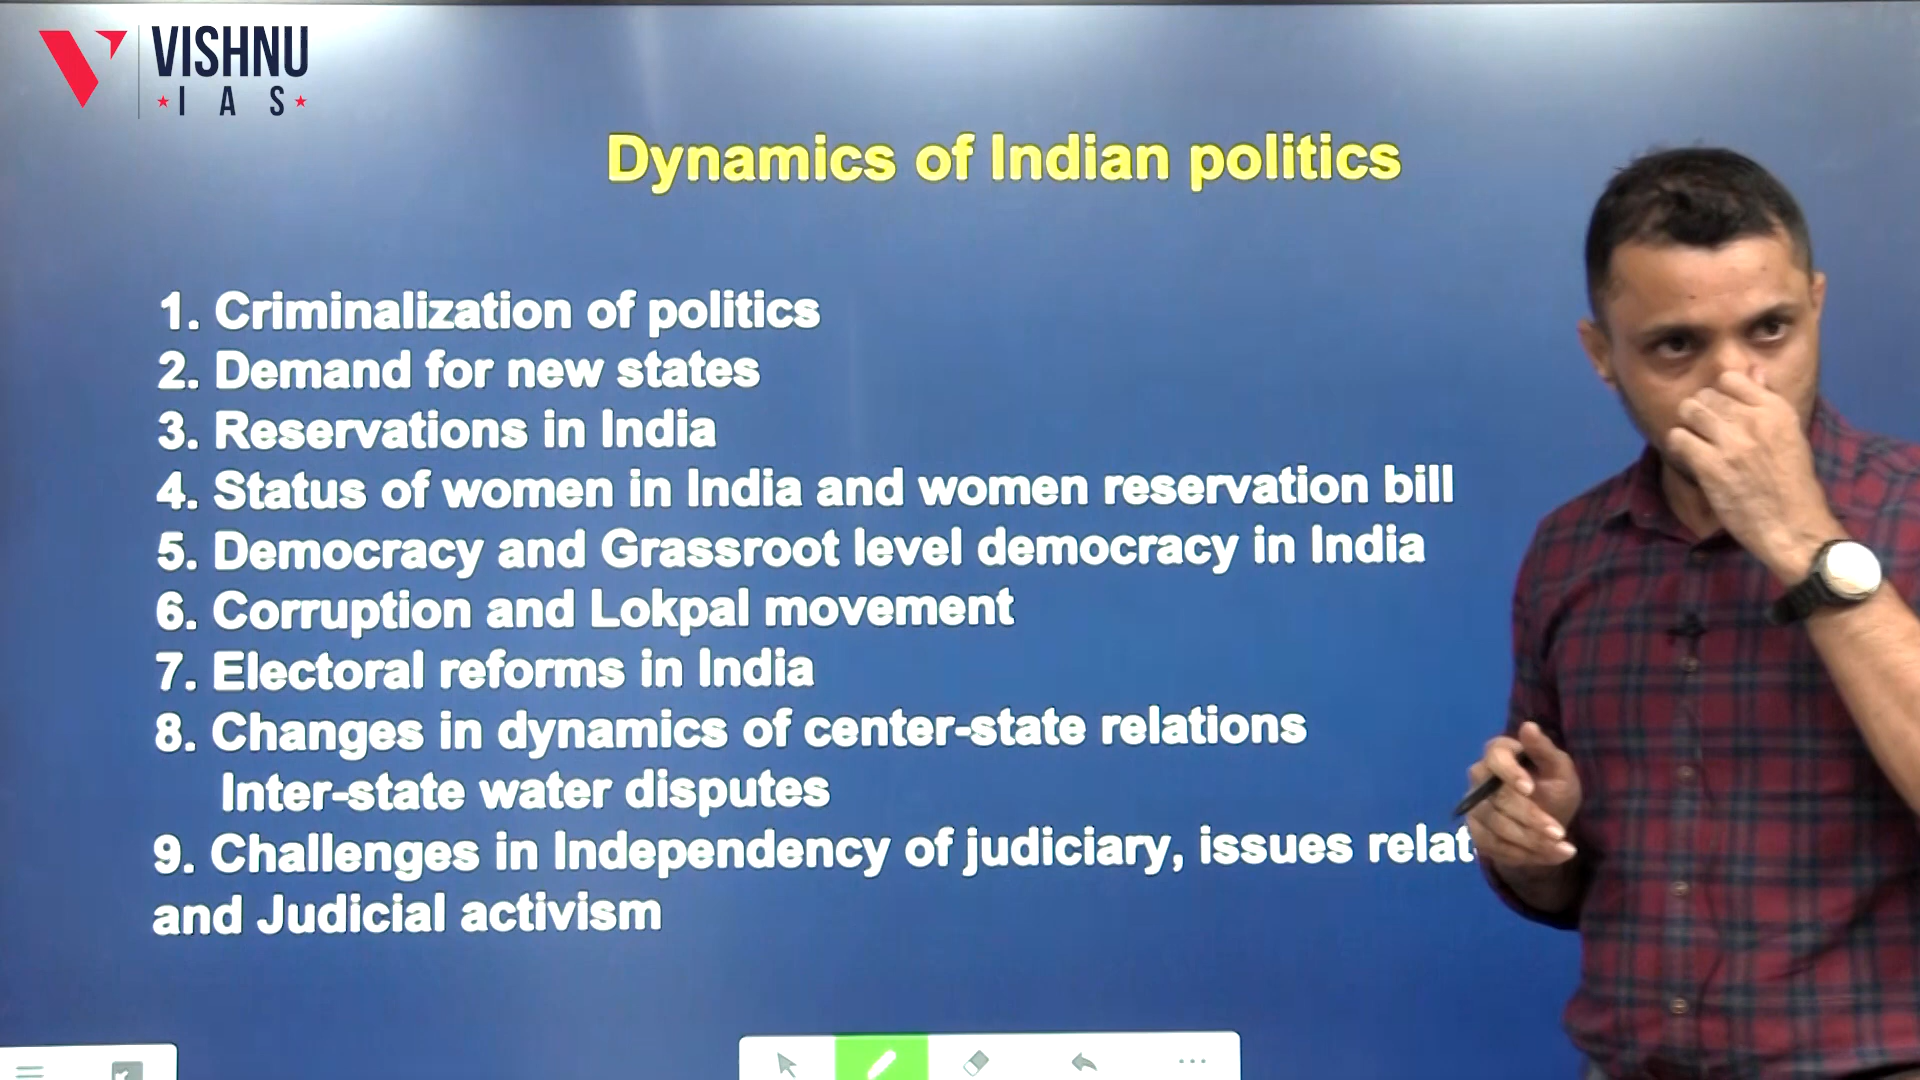 VISHNU
IAS
Dynamics of Indian politics
1. Criminalization of politics
2. Demand for new states
3. Reservations in India
4. Status of women in India and women reservation bill
5. Democracy and Grassroot level democracy in India
6. Corruption and Lokpal movement
7. Electoral reforms in India
8. Changes in dynamics of center-state relations
Inter-state water disputes
9. Challenges in Independency of judiciary, issues
and Judicial activism